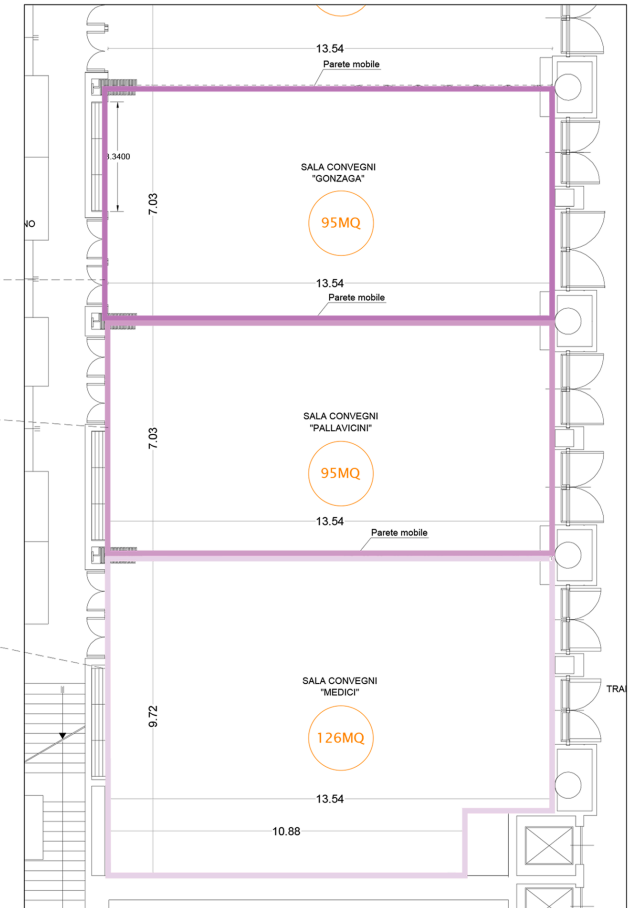 13.54
Parete mobile
3.3400
7.03
SALA CONVEGNI
"GONZAGA"
95MQ
NO
13.54
Parete mobile
SALA CONVEGNI
"PALLAVICINI"
7.03
95MQ
13.54
Parete mobile
SALA CONVEGNI
"MEDICI"
TRA
9.72
126MQ
13.54
10.88